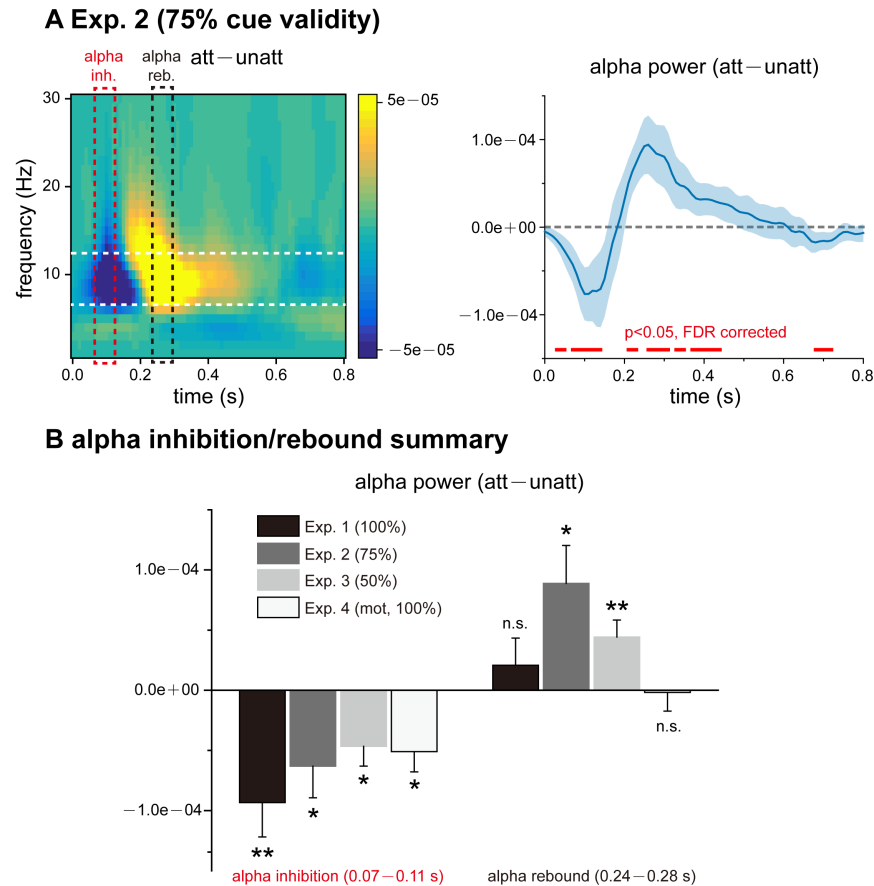 A Exp. 2 (75% cue validity)
alpha inh.
alpha reb.
att−unatt
30
20
10
frequency (Hz)
0.0
0.2
0.4
0.6
0.8
time (s)
5e−05
−5e−05
alpha power (att−unatt)
1.0e−04
0.0e+00
−1.0e−04
p<0.05, FDR corrected
0.0
0.2
0.4
0.6
0.8
time (s)
B alpha inhibition/rebound summary
alpha power (att−unatt)
Exp. 1 (100%)
Exp. 2 (75%)
Exp. 3 (50%)
Exp. 4 (mot, 100%)
1.0e−04
0.0e+00
−1.0e−04
**
*
*
*
n.s.
*
**
n.s.
alpha inhibition (0.07−0.11 s)
alpha rebound (0.24−0.28 s)